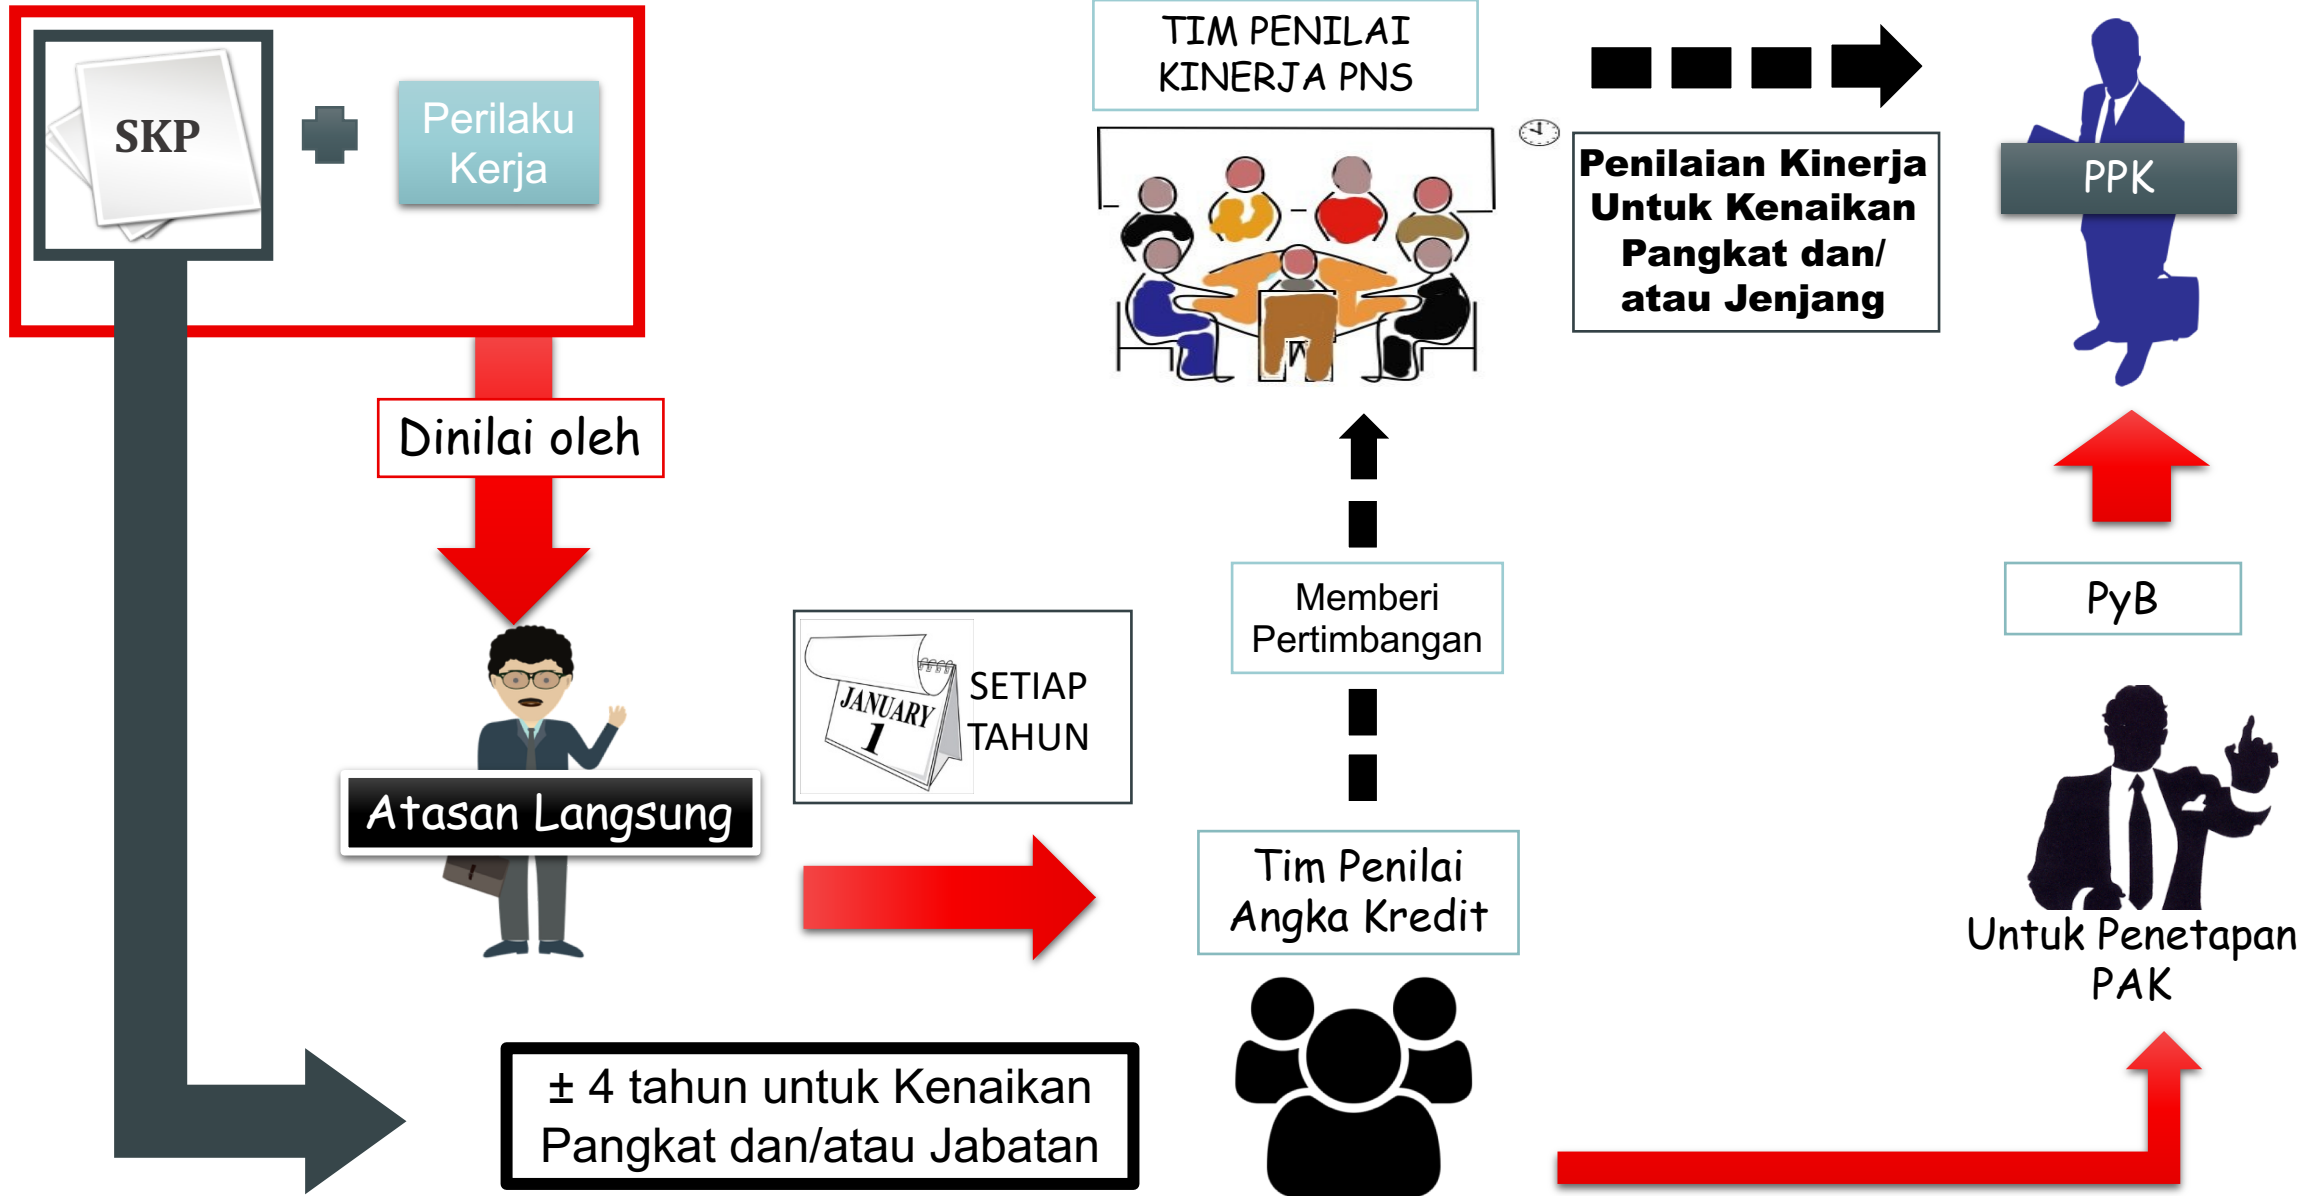 SKP
Perilaku
Kerja
Dinilai oleh
Atasan Langsung
JANUARY
1
SETIAP
TAHUN
± 4 tahun untuk Kenaikan
Pangkat dan/atau Jabatan
TIM PENILAI
KINERJA PNS
Memberi
Pertimbangan
Tim Penilai
Angka Kredit
Penilaian Kinerja
Untuk Kenaikan
Pangkat dan/
atau Jenjang
PPK
PyB
Untuk Penetapan
PAK